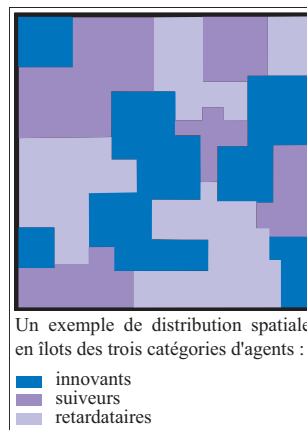 Un exemple de distribution spatiale
en îlots des trois catégories d'agents :
innovants
suiveurs
retardataires